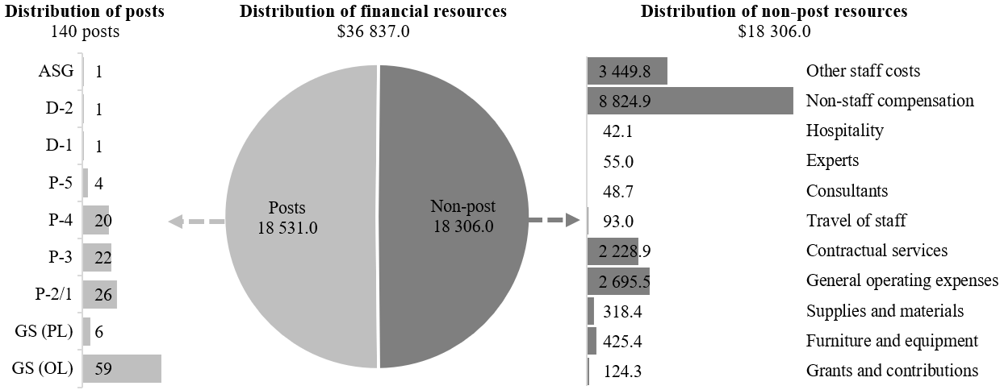 Distribution of posts
140 posts
ASG 1
D-2 1
D-1 1
P-5 4
P-4 20
P-3 22
P-2/1 26
GS (PL) 6
GS (OL) 59
Distribution of financial resources
$36 837.0
Posts
18 531.0
Non-post
18 306.0
Distribution of non-post resources
$18 306.0
3 449.8 Other staff costs
8 824.9 Non-staff compensation
42.1 Hospitality
55.0 Experts
48.7 Consultants
93.0 Travel of staff
2 228.9 Contractual services
2 695.5 General operating expenses
318.4 Supplies and materials
425.4 Furniture and equipment
124.3 Grants and contributions